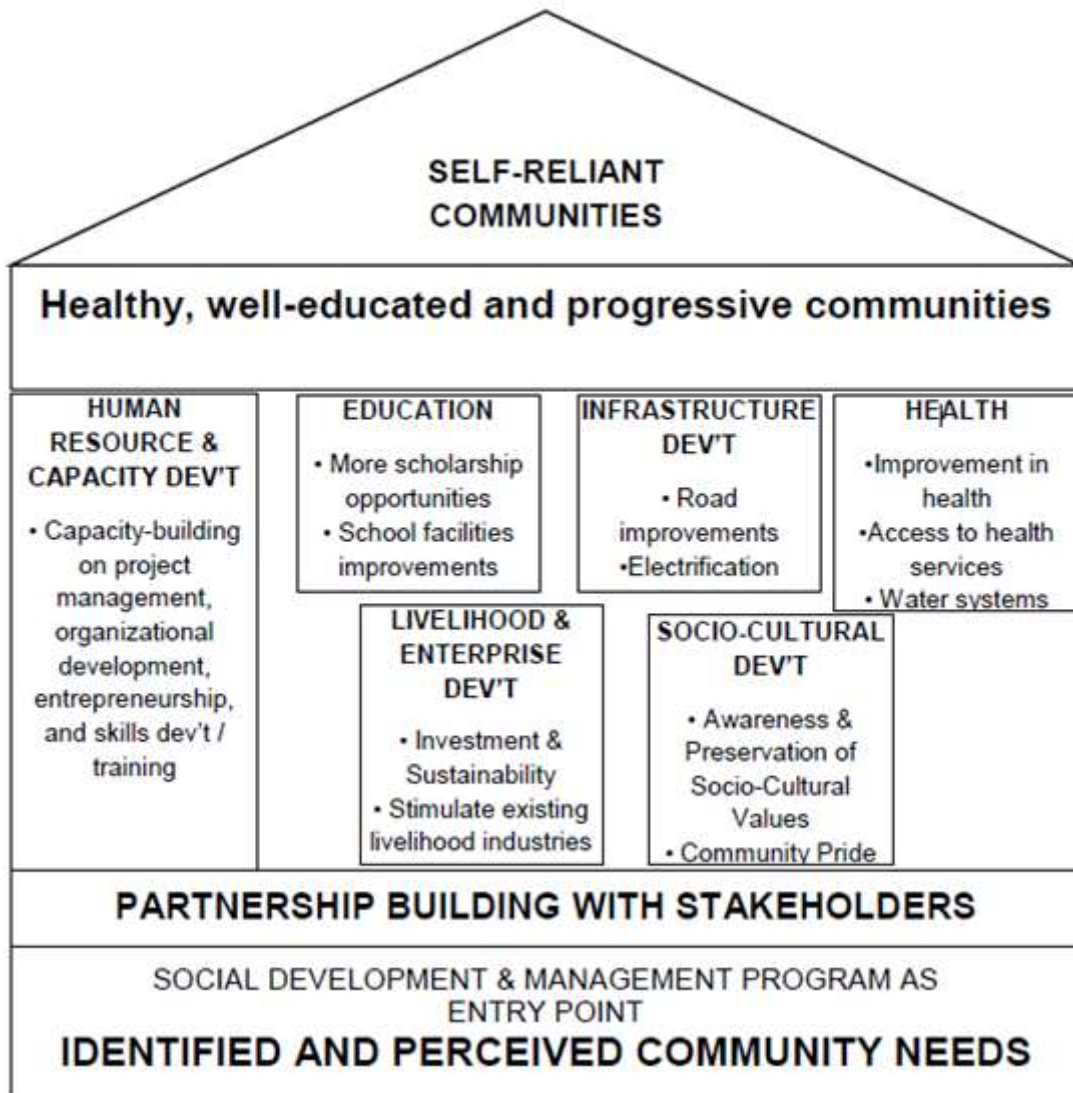 SELF-RELIANT
COMMUNITIES
Healthy, well-educated and progressive communities
HUMAN
RESOURCE &
CAPACITY DEV'T
• Capacity-building
on project
management,
organizational
development,
entrepreneurship,
and skills dev't /
training
EDUCATION
• More scholarship
opportunities
• School facilities
improvements
INFRASTRUCTURE
DEV'T
• Road
improvements
•Electrification
HEALTH
•Improvement in
health
•Access to health
services
• Water systems
LIVELIHOOD &
ENTERPRISE
DEV'T
• Investment &
Sustainability
• Stimulate existing
livelihood industries
SOCIO-CULTURAL
DEV'T
• Awareness &
Preservation of
Socio-Cultural
Values
• Community Pride
PARTNERSHIP BUILDING WITH STAKEHOLDERS
SOCIAL DEVELOPMENT & MANAGEMENT PROGRAM AS
ENTRY POINT
IDENTIFIED AND PERCEIVED COMMUNITY NEEDS